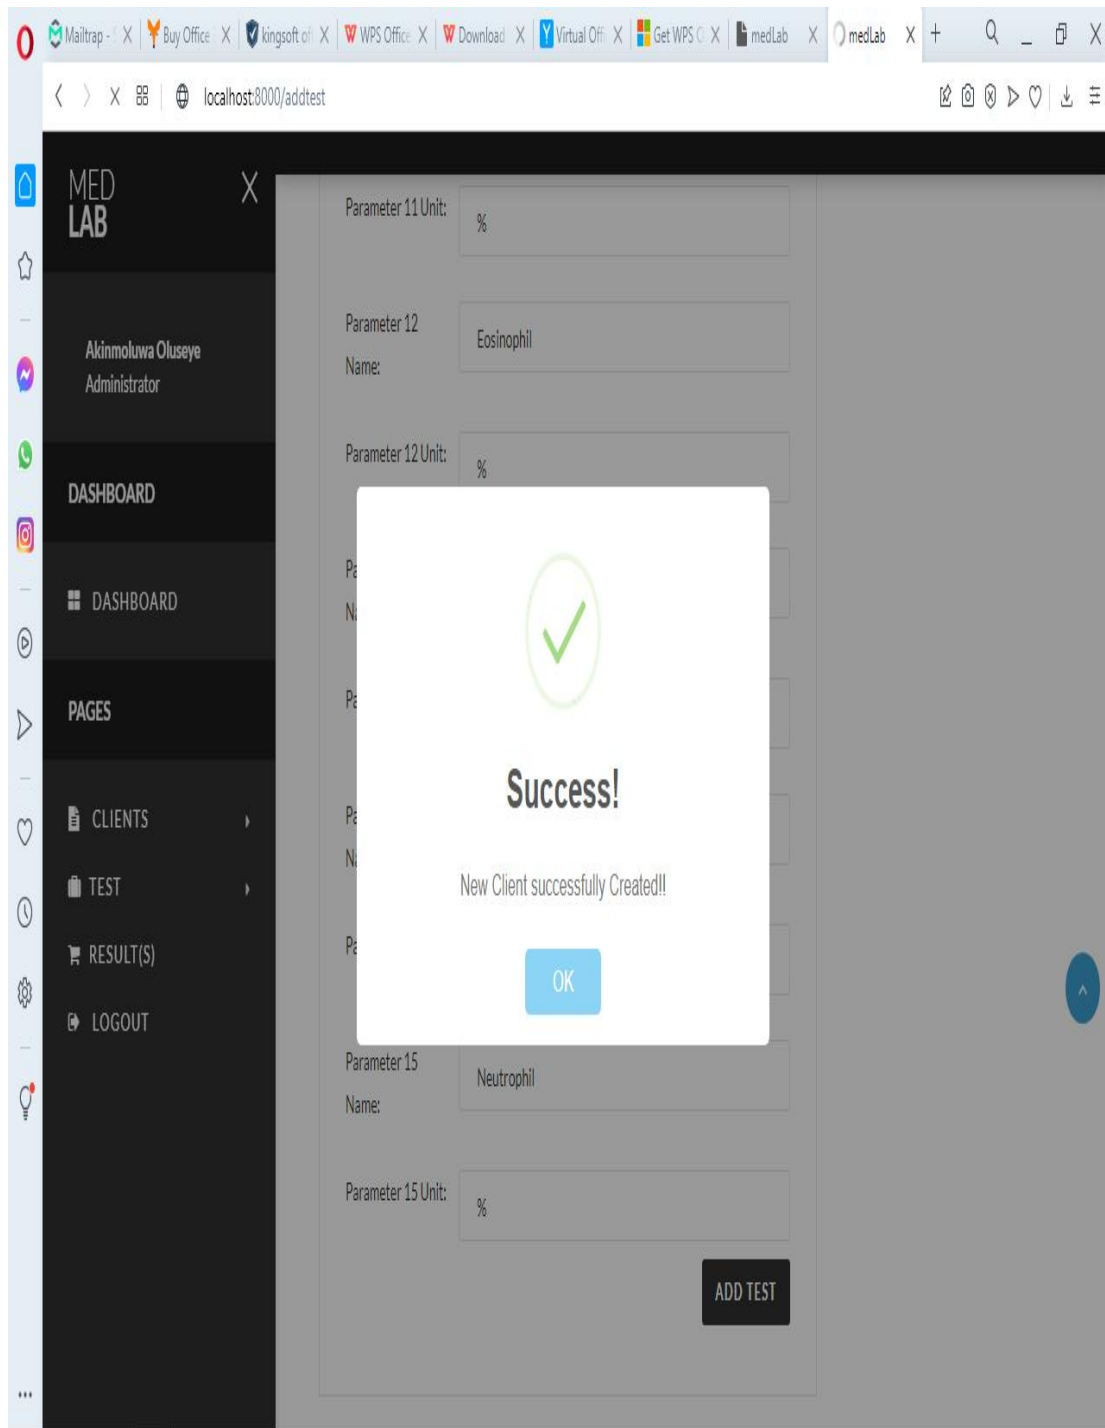 Mailtrap - Buy Office kingsoft of WPS Office Download Virtual Off Get WPS medLab medLab
localhost:8000/addtest
MED
LAB
Akinmoluwa Oluseye
Administrator
DASHBOARD
DASHBOARD
PAGES
CLIENTS
TEST
RESULT(S)
LOGOUT
Parameter 11 Unit:
%
Parameter 12
Name:
Eosinophil
Parameter 12 Unit:
%
Success!
New Client successfully Created!!
OK
Parameter 15
Name:
Neutrophil
Parameter 15 Unit:
%
ADD TEST